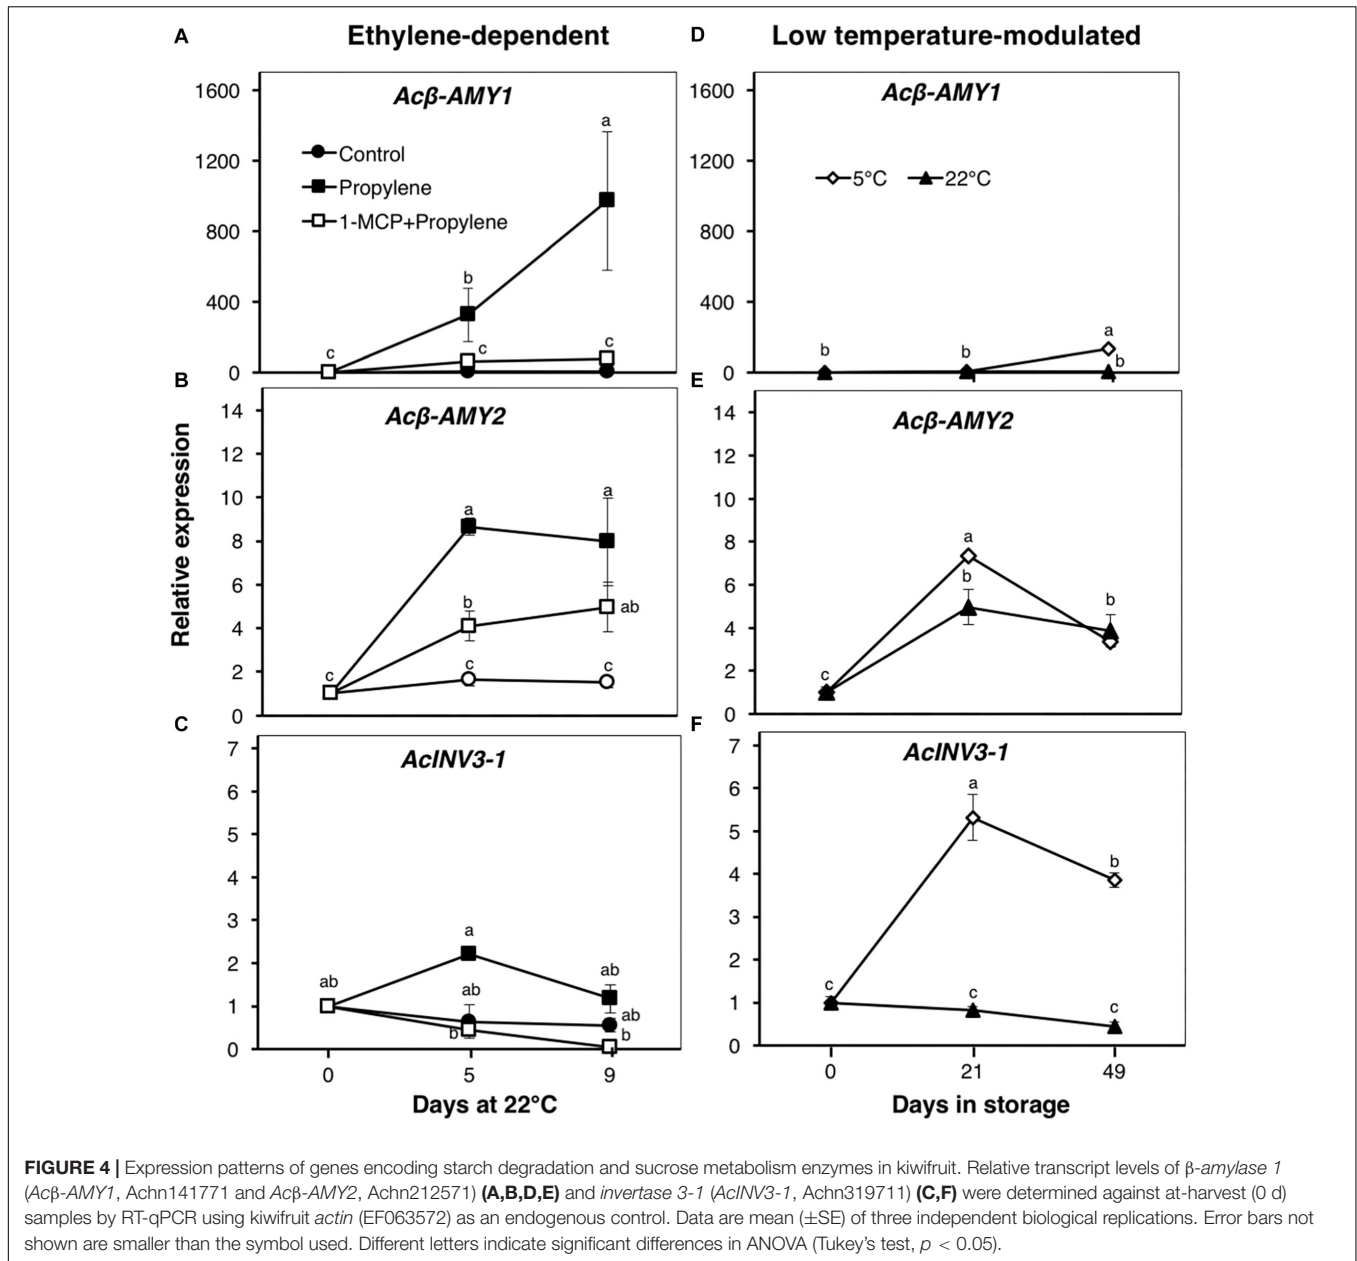 A Ethylene-dependent
Acβ-AMY1
1600
1200
800
400
0
Control
Propylene
1-MCP+Propylene
c
b
c
a
c
B
Acβ-AMY2
14
12
10
8
6
4
2
0
c
a
b
c
a
ab
c
Relative expression
C
AcINV3-1
7
6
5
4
3
2
1
0
ab
a
ab
b
ab
ab
b
0 5 9
Days at 22°C
D Low temperature-modulated
Acβ-AMY1
1600
1200
800
400
0
5°C 22°C
b
b
a
b
E
Acβ-AMY2
14
12
10
8
6
4
2
0
c
a
b
b
F
AcINV3-1
7
6
5
4
3
2
1
0
c
a
c
b
c
0 21 49
Days in storage
FIGURE 4 | Expression patterns of genes encoding starch degradation and sucrose metabolism enzymes in kiwifruit. Relative transcript levels of β-amylase 1
(Acβ-AMY1, Achn141771 and Acβ-AMY2, Achn212571) (A,B,D,E) and invertase 3-1 (AcINV3-1, Achn319711) (C,F) were determined against at-harvest (0 d)
samples by RT-qPCR using kiwifruit actin (EF063572) as an endogenous control. Data are mean (±SE) of three independent biological replications. Error bars not
shown are smaller than the symbol used. Different letters indicate significant differences in ANOVA (Tukey's test, p < 0.05).